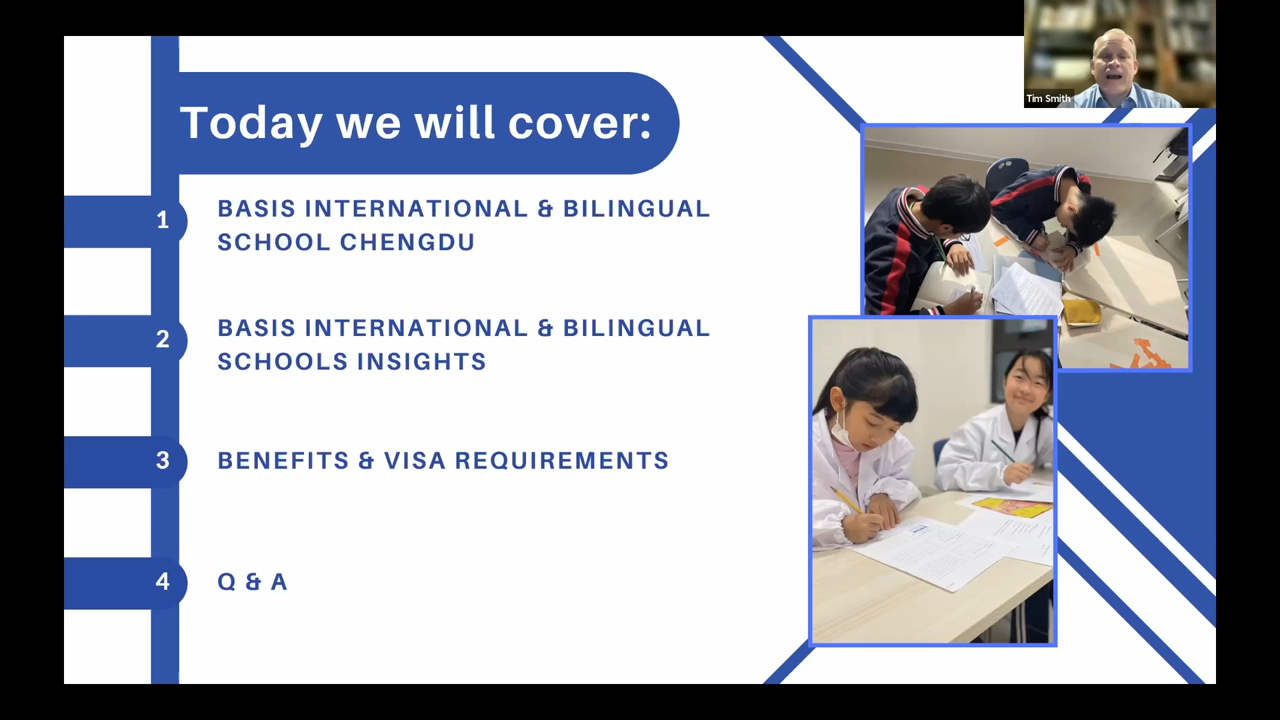 Today we will cover:
1
BASIS INTERNATIONAL & BILINGUAL
SCHOOL CHENGDU
2
BASIS INTERNATIONAL & BILINGUAL
SCHOOLS INSIGHTS
3
BENEFITS & VISA REQUIREMENTS
4
Q & A
Tim Smith